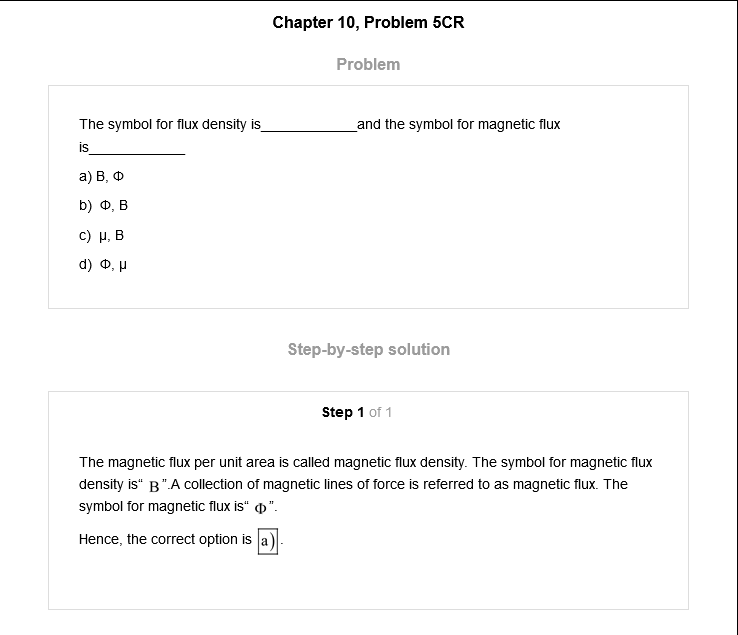 Chapter 10, Problem 5CR
Problem
The symbol for flux density is____________and the symbol for magnetic flux
is____________
a) B, Φ
b) Φ, B
c) μ, B
d) Φ, μ
Step-by-step solution
Step 1 of 1
The magnetic flux per unit area is called magnetic flux density. The symbol for magnetic flux
density is“ B”.A collection of magnetic lines of force is referred to as magnetic flux. The
symbol for magnetic flux is“ Φ”.
Hence, the correct option is a).